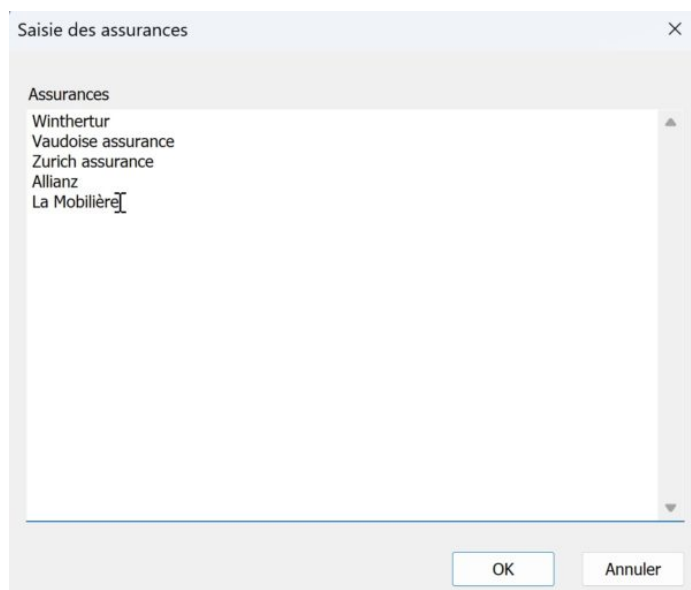 Saisie des assurances
Assurances
Winthertur
Vaudoise assurance
Zurich assurance
Allianz
La Mobilière
OK
Annuler